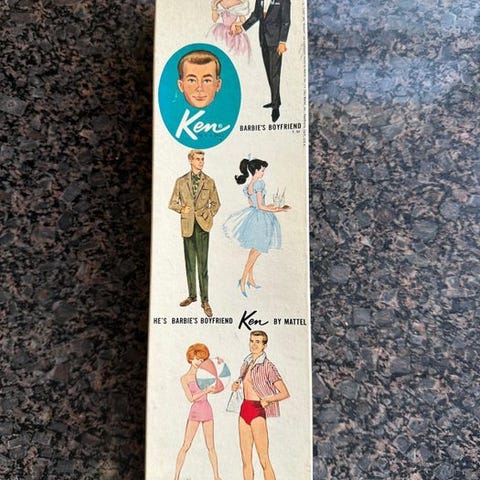 Ken
BARBIE'S BOYFRIEND
HE'S BARBIE'S BOYFRIEND Ken BY MATTEL